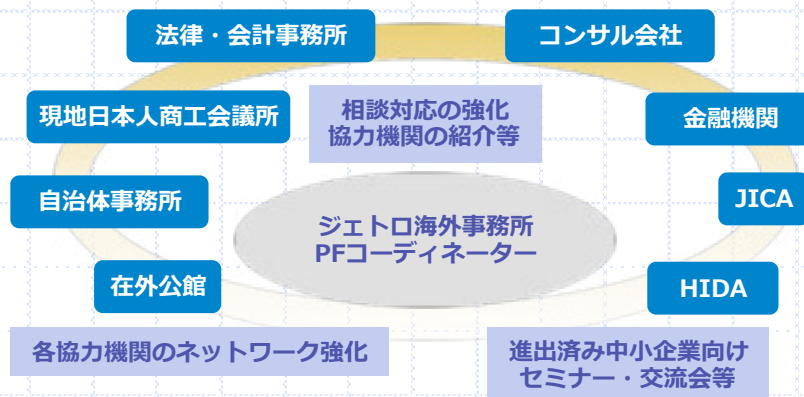 法律・会計事務所
コンサル会社
現地日本人商工会議所
相談対応の強化
協力機関の紹介等
金融機関
自治体事務所
ジェトロ海外事務所
PFコーディネーター
JICA
在外公館
HIDA
各協力機関のネットワーク強化
進出済み中小企業向け
セミナー・交流会等